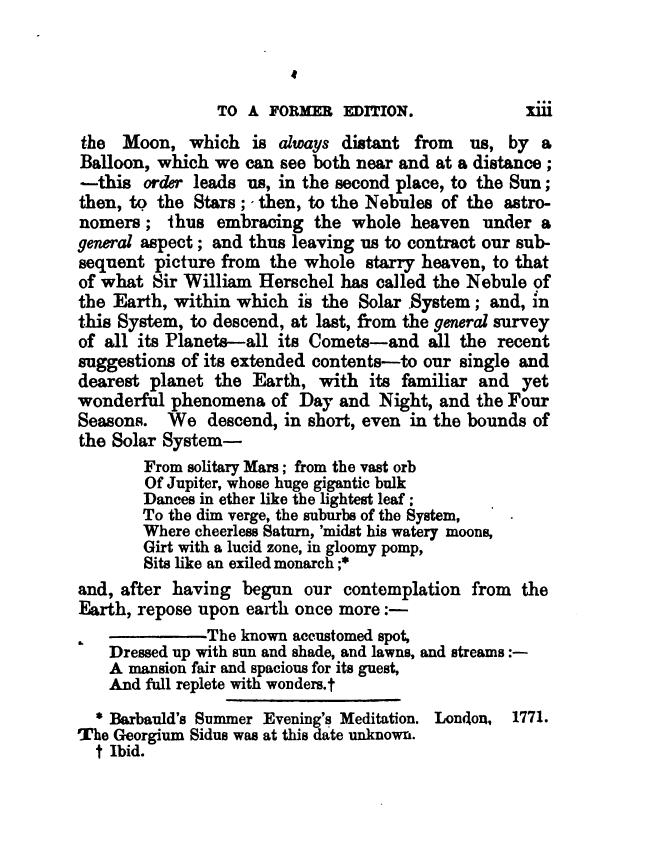 TO A FORMER EDITION. xiii
the Moon, which is always distant from us, by a
Balloon, which we can see both near and at a distance ;
—this order leads us, in the second place, to the Sun;
then, to the Stars ; then, to the Nebules of the astro-
nomers ; thus embracing the whole heaven under a
general aspect ; and thus leaving us to contract our sub-
sequent picture from the whole starry heaven, to that
of what Sir William Herschel has called the Nebule of
the Earth, within which is the Solar System ; and, in
this System, to descend, at last, from the general survey
of all its Planets—all its Comets—and all the recent
suggestions of its extended contents—to our single and
dearest planet the Earth, with its familiar and yet
wonderful phenomena of Day and Night, and the Four
Seasons. We descend, in short, even in the bounds of
the Solar System—
From solitary Mars ; from the vast orb
Of Jupiter, whose huge gigantic bulk
Dances in ether like the lightest leaf ;
To the dim verge, the suburbs of the System,
Where cheerless Saturn, 'midst his watery moons,
Girt with a lucid zone, in gloomy pomp,
Sits like an exiled monarch ;*
and, after having begun our contemplation from the
Earth, repose upon earth once more :—
————The known accustomed spot,
Dressed up with sun and shade, and lawns, and streams :—
A mansion fair and spacious for its guest,
And full replete with wonders.†
* Barbauld's Summer Evening's Meditation. London, 1771.
The Georgium Sidus was at this date unknown.
† Ibid.